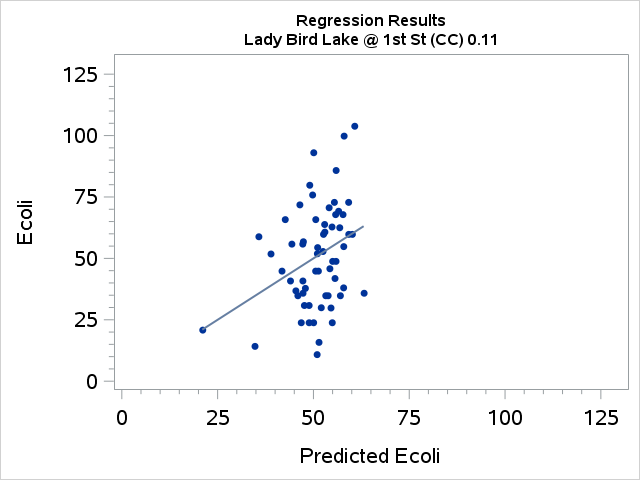 Regression Results
Lady Bird Lake @ 1st St (CC) 0.11
125
100
75
50
25
0
Ecoli
0 25 50 75 100 125
Predicted Ecoli